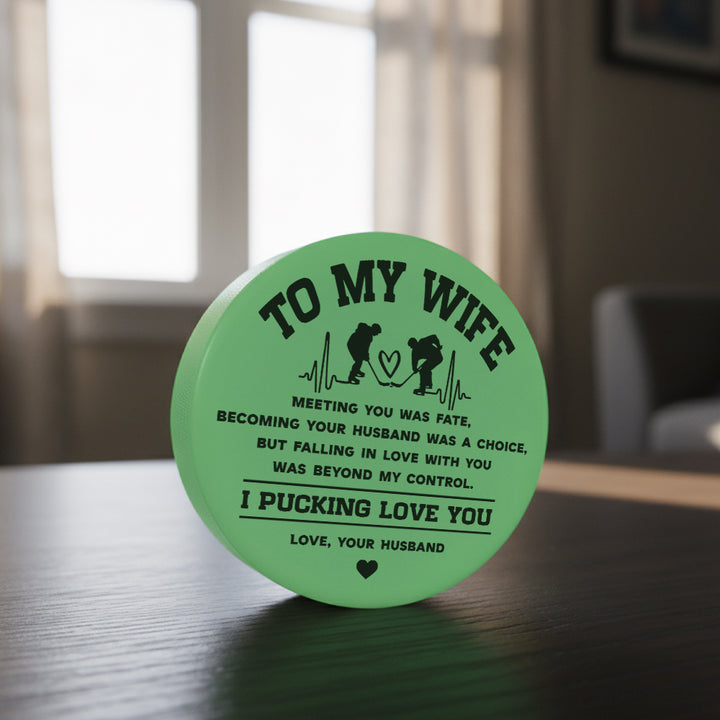 TO MY WIFE
MEETING YOU WAS FATE,
BECOMING YOUR HUSBAND WAS A CHOICE,
BUT FALLING IN LOVE WITH YOU
WAS BEYOND MY CONTROL.
I PUCKING LOVE YOU
LOVE, YOUR HUSBAND